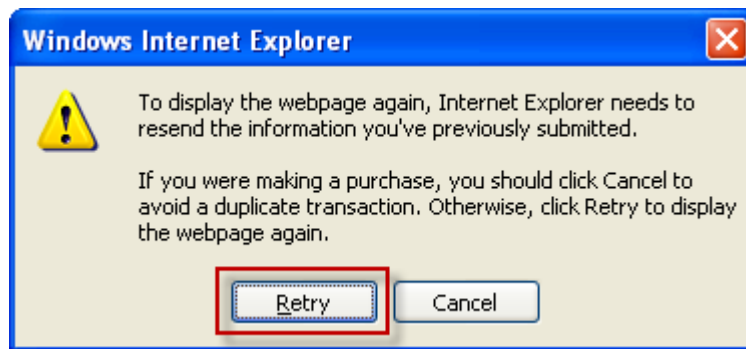 Windows Internet Explorer
To display the webpage again, Internet Explorer needs to
resend the information you've previously submitted.
If you were making a purchase, you should click Cancel to
avoid a duplicate transaction. Otherwise, click Retry to display
the webpage again.
Retry Cancel